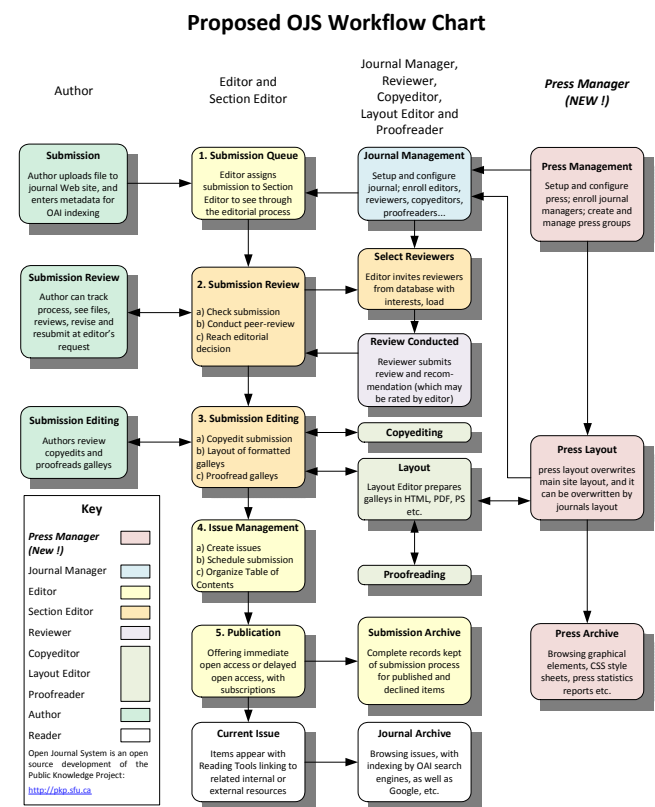 Proposed OJS Workflow Chart
Author
Editor and
Section Editor
Journal Manager,
Reviewer,
Copyeditor,
Layout Editor and
Proofreader
Press Manager
(NEW !)
Submission
Author uploads file to
journal Web site, and
enters metadata for
OAI indexing
1. Submission Queue
Editor assigns
submission to Section
Editor to see through
the editorial process
Journal Management
Setup and configure
journal; enroll editors,
reviewers, copyeditors,
proofreaders...
Press Management
Setup and configure
press; enroll journal
managers; create and
manage press groups
Submission Review
Author can track
process, see files,
reviews, revise and
resubmit at editor's
request
2. Submission Review
a) Check submission
b) Conduct peer-review
c) Reach editorial
decision
Select Reviewers
Editor invites reviewers
from database with
interests, load
Review Conducted
Reviewer submits
review and recom-
mendation (which may
be rated by editor)
Submission Editing
Authors review
copyedits and
proofreads galleys
3. Submission Editing
a) Copyedit submission
b) Layout of formatted
galleys
c) Proofread galleys
Copyediting
Layout
Layout Editor prepares
galleys in HTML, PDF, PS
etc.
Proofreading
Press Layout
press layout overwrites
main site layout, and it
can be overwritten by
journals layout
4. Issue Management
a) Create issues
b) Schedule submission
c) Organize Table of
Contents
5. Publication
Offering immediate
open access or delayed
open access, with
subscriptions
Submission Archive
Complete records kept
of submission process
for published and
declined items
Press Archive
Browsing graphical
elements, CSS style
sheets, press statistics
reports etc.
Current Issue
Items appear with
Reading Tools linking to
related internal or
external resources
Journal Archive
Browsing issues, with
indexing by OAI search
engines, as well as
Google, etc.
Key
Press Manager
(New !)
Journal Manager
Editor
Section Editor
Reviewer
Copyeditor
Layout Editor
Proofreader
Author
Reader
Open Journal System is an open
source development of the
Public Knowledge Project:
http://pkp.sfu.ca